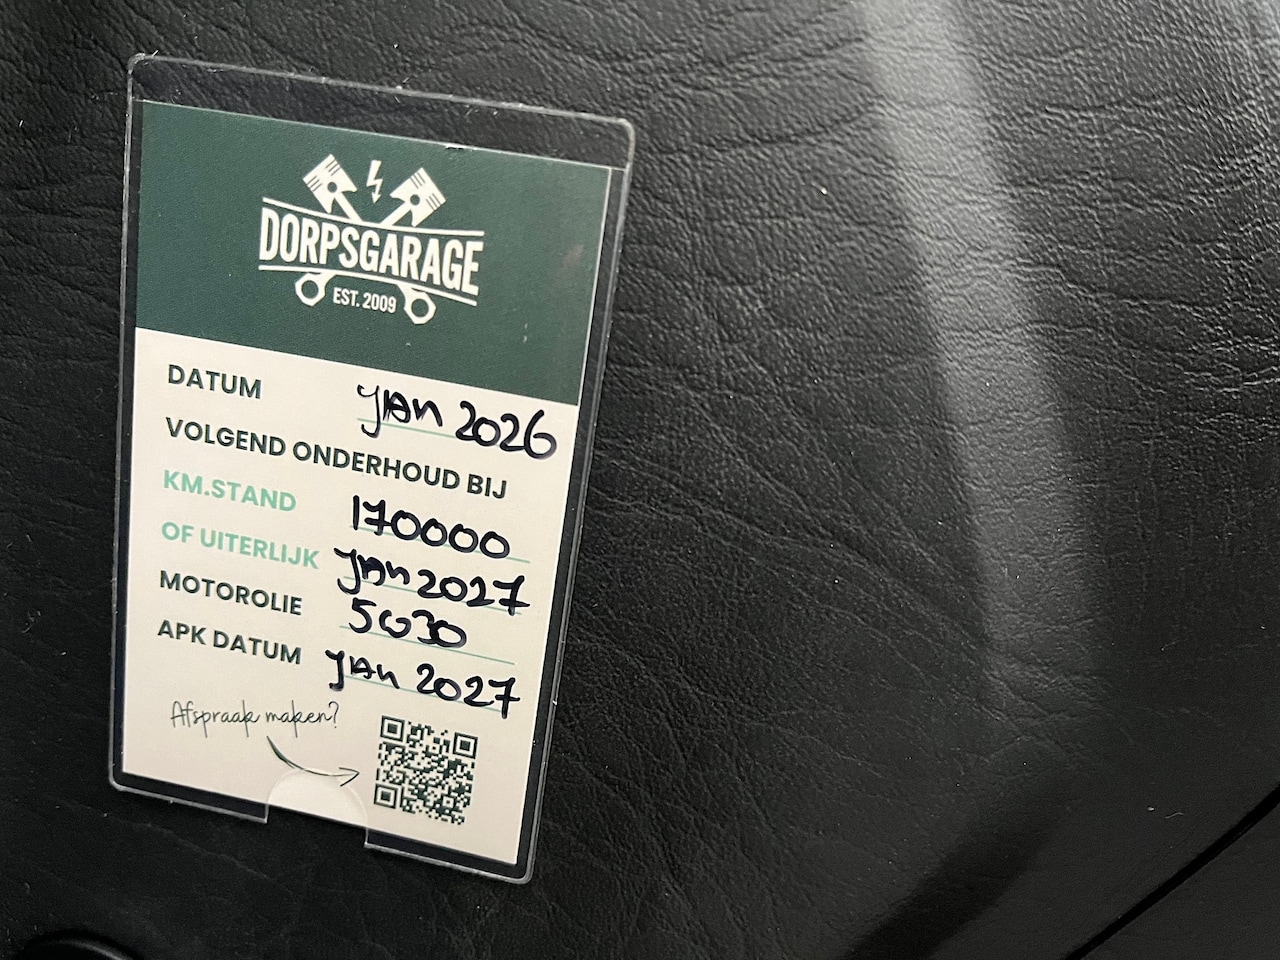 DORPSGARAGE
EST. 2009
DATUM Jan 2026
VOLGEND ONDERHOUD BIJ
KM.STAND 170000
OF UITERLIJK Jan 2027
MOTOROLIE 5030
APK DATUM Jan 2027
Afspraak maken?